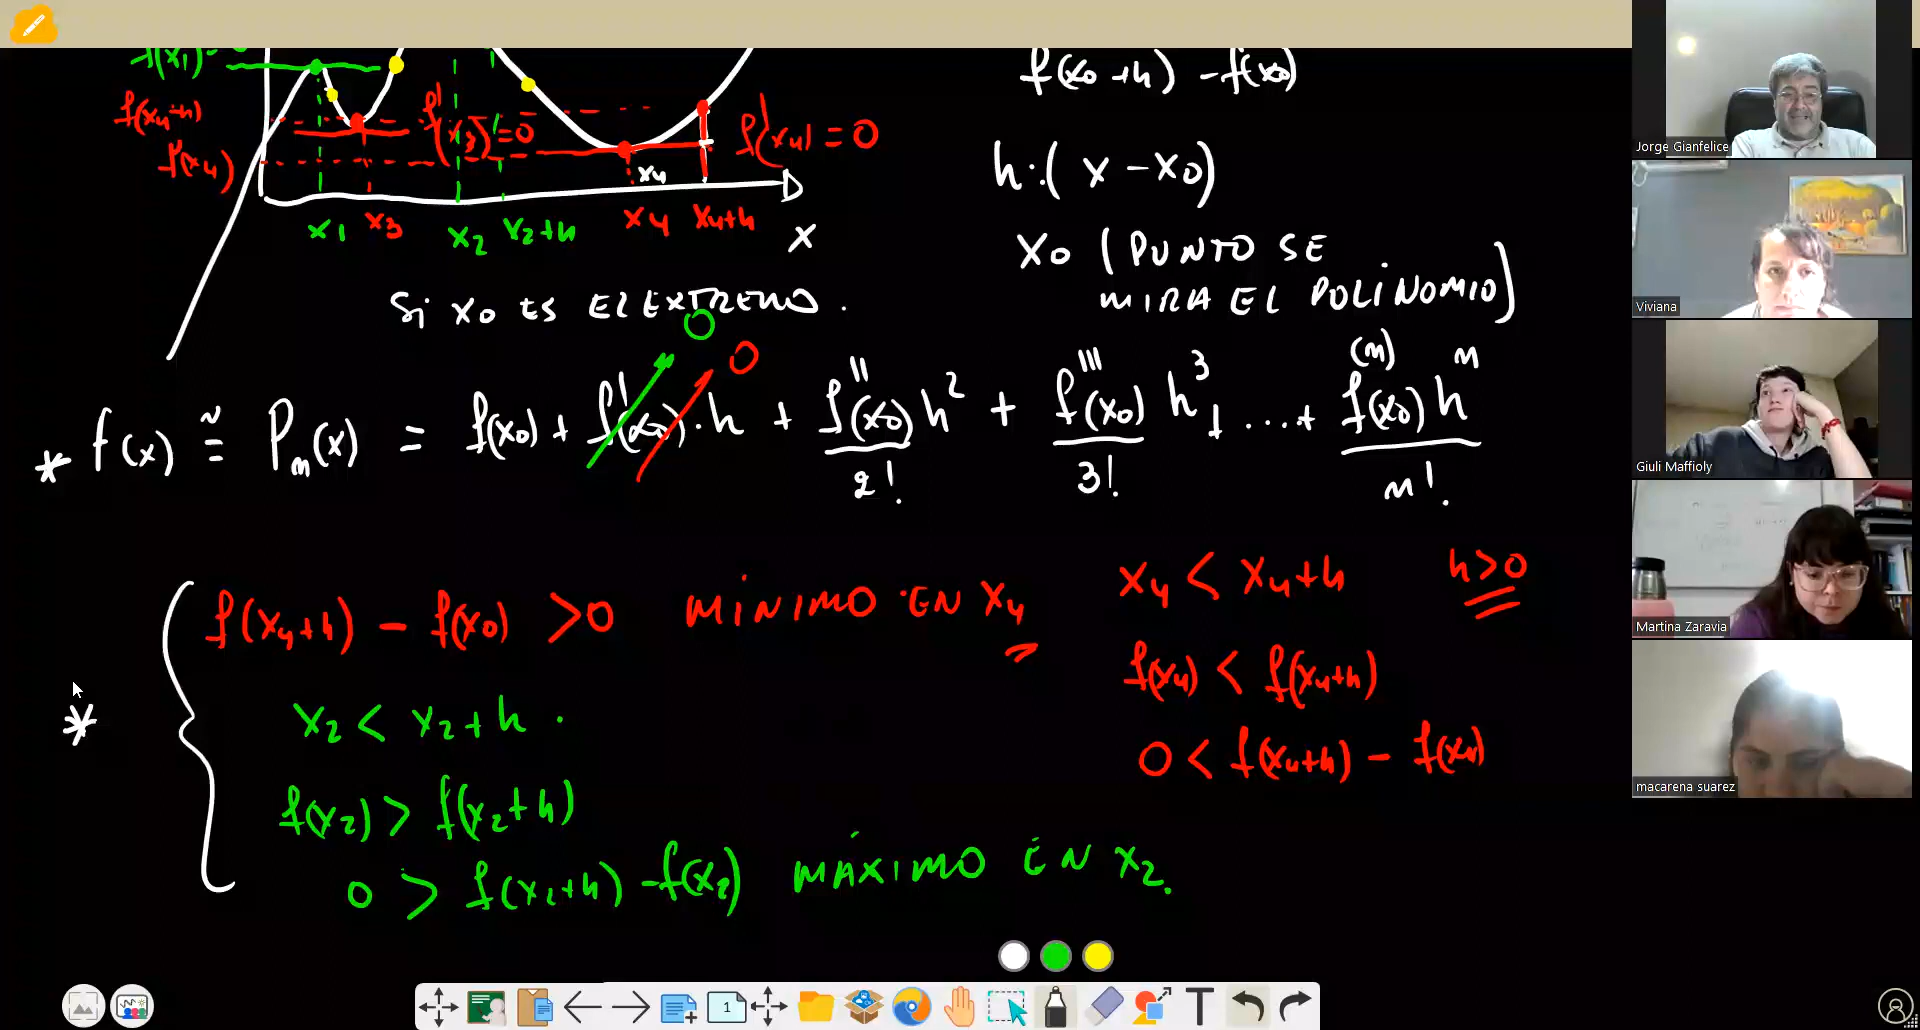 f(x1)=
f(x4+h)
f(x4)
f'(x3)=0
f'(x4)=0
x4
x1 x3 x2 x2+h x4 x4+h x
f(x0+h) - f(x0)
h:(x-x0)
x0 (PUNTO SE
MIRA EL POLINOMIO)
Si x0 ES EL EXTREMO.
0 0
* f(x) ≅ Pn(x) = f(x0) + f'(x0)·h + f''(x0)/2! h² + f'''(x0)/3! h³ + ...+ f(n)(x0) hⁿ/n!
f(x4+h) - f(x0) >0 MINIMO EN x4
x4 < x4+h h>0
f(x4) < f(x4+h)
0 < f(x4+h) - f(x4)
*
x2 < x2+h.
f(x2) > f(x2+h)
0 > f(x2+h) - f(x2) MÁXIMO EN x2.
Jorge Gianfelice
Viviana
Giuli Maffioly
Martina Zaravia
macarena suarez
1
T